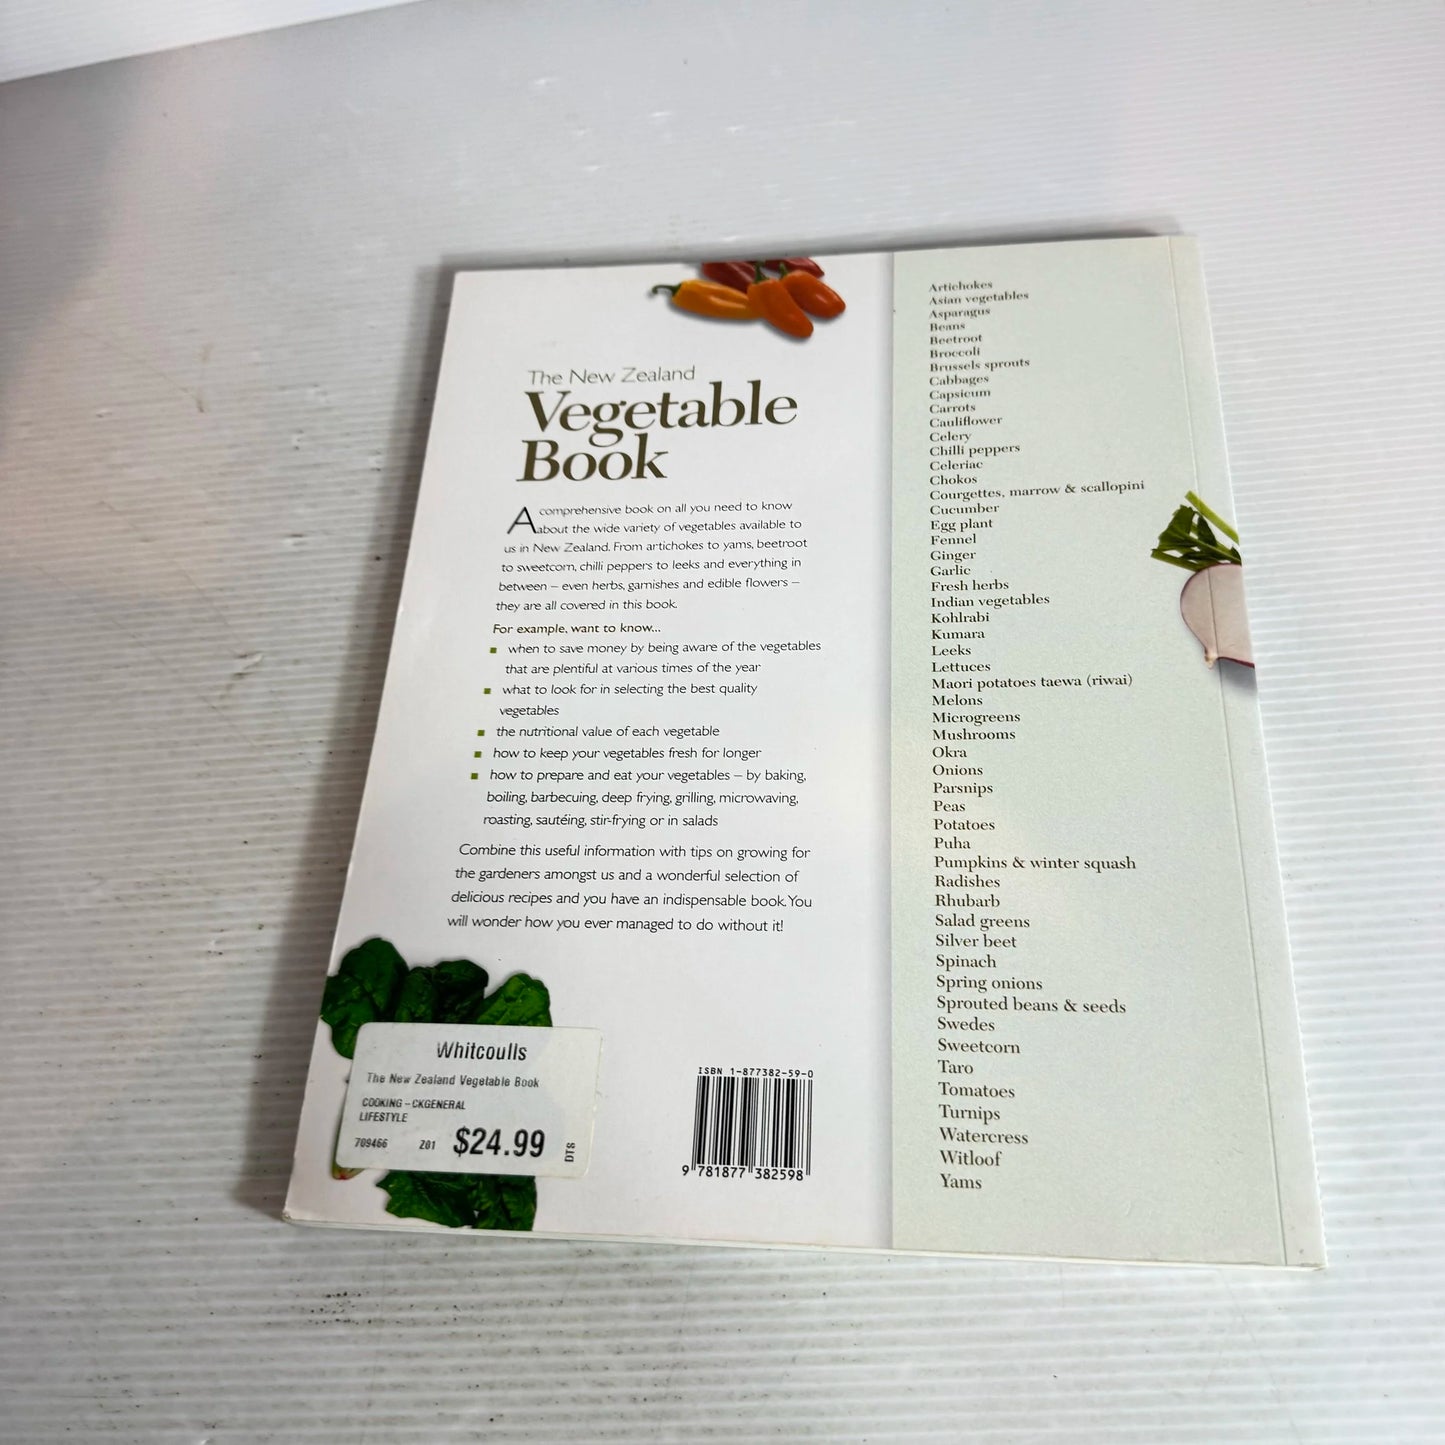 The New Zealand
Vegetable
Book
A comprehensive book on all you need to know
about the wide variety of vegetables available to
us in New Zealand. From artichokes to yams, beetroot
to sweetcorn, chilli peppers to leeks and everything in
between – even herbs, garnishes and edible flowers –
they are all covered in this book.
For example, want to know...
■ when to save money by being aware of the vegetables
that are plentiful at various times of the year
■ what to look for in selecting the best quality
vegetables
■ the nutritional value of each vegetable
■ how to keep your vegetables fresh for longer
■ how to prepare and eat your vegetables – by baking,
boiling, barbecuing, deep frying, grilling, microwaving,
roasting, sautéing, stir-frying or in salads
Combine this useful information with tips on growing for
the gardeners amongst us and a wonderful selection of
delicious recipes and you have an indispensable book. You
will wonder how you ever managed to do without it!
Whitcoulls
The New Zealand Vegetable Book
COOKING – CKGENERAL
LIFESTYLE
709466 Z01 $24.99 DTS
ISBN 1-877382-59-0
9 781877 382598
Artichokes
Asian vegetables
Asparagus
Beans
Beetroot
Broccoli
Brussels sprouts
Cabbages
Capsicum
Carrots
Cauliflower
Celery
Chilli peppers
Celeriac
Chokos
Courgettes, marrow & scallopini
Cucumber
Egg plant
Fennel
Ginger
Garlic
Fresh herbs
Indian vegetables
Kohlrabi
Kumara
Leeks
Lettuces
Maori potatoes taewa (riwai)
Melons
Microgreens
Mushrooms
Okra
Onions
Parsnips
Peas
Potatoes
Puha
Pumpkins & winter squash
Radishes
Rhubarb
Salad greens
Silver beet
Spinach
Spring onions
Sprouted beans & seeds
Swedes
Sweetcorn
Taro
Tomatoes
Turnips
Watercress
Witloof
Yams